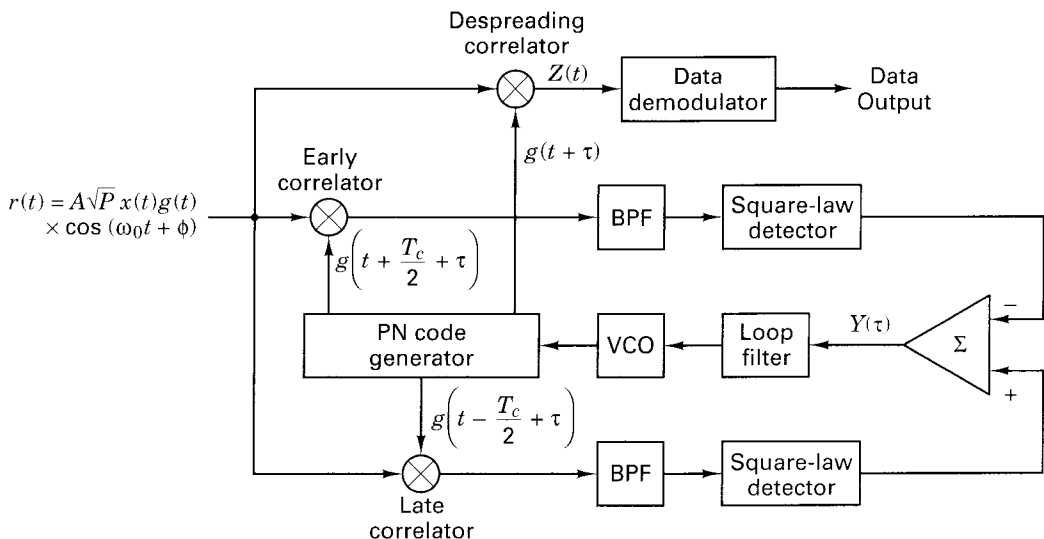 Despreading
correlator
Z(t)
Data
demodulator
Data
Output
g(t + τ)
Early
correlator
r(t) = A√P x(t)g(t)
× cos (ω₀t + ϕ)
BPF
Square-law
detector
g(t + T_c/2 + τ)
−
PN code
generator
VCO
Loop
filter
Y(τ)
Σ
+
g(t − T_c/2 + τ)
BPF
Square-law
detector
Late
correlator